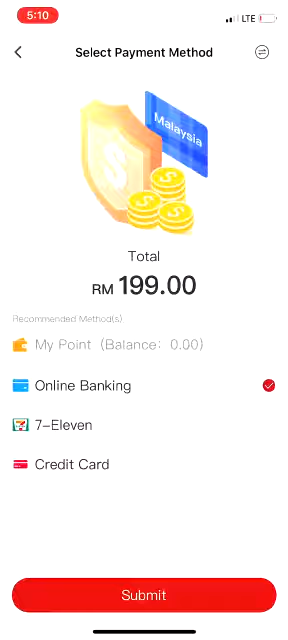 5:10
LTE
Select Payment Method
Malaysia
Total
RM 199.00
Recommended Method(s)
My Point (Balance: 0.00)
Online Banking
7-Eleven
Credit Card
Submit